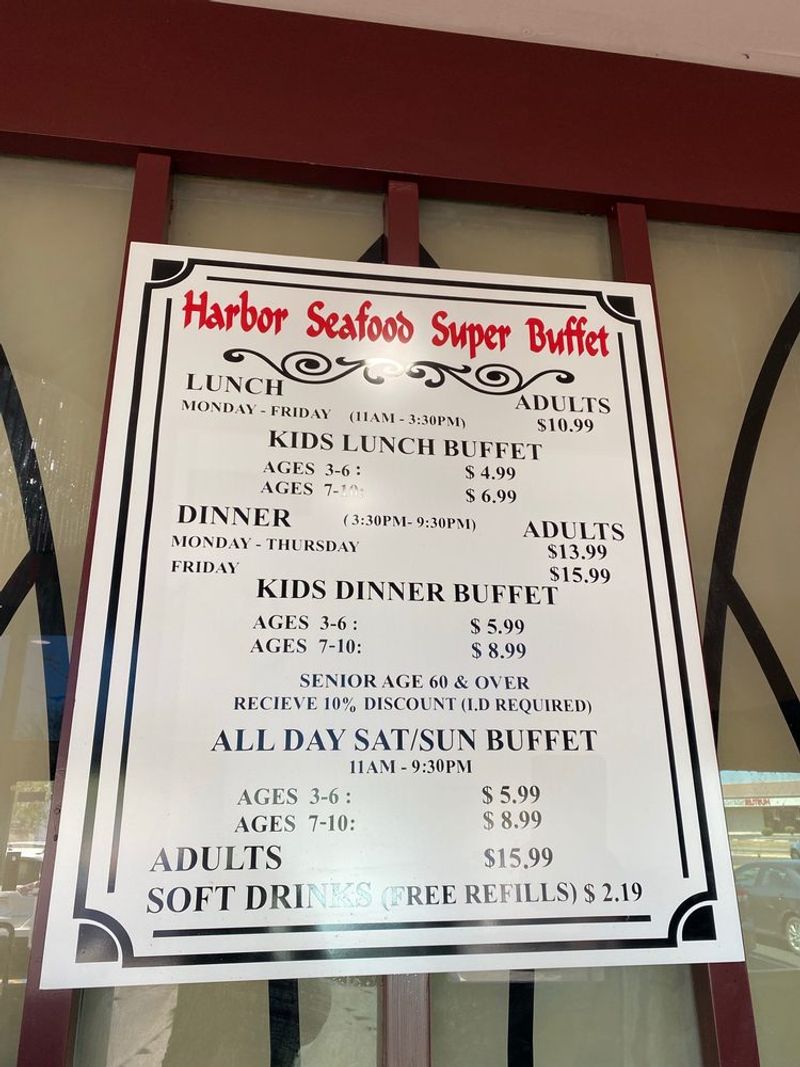 Harbor Seafood Super Buffet
LUNCH ADULTS
MONDAY - FRIDAY (11AM - 3:30PM) $10.99
KIDS LUNCH BUFFET
AGES 3-6 : $ 4.99
AGES 7-10: $ 6.99
DINNER (3:30PM- 9:30PM) ADULTS
MONDAY - THURSDAY $13.99
FRIDAY $15.99
KIDS DINNER BUFFET
AGES 3-6 : $ 5.99
AGES 7-10: $ 8.99
SENIOR AGE 60 & OVER
RECIEVE 10% DISCOUNT (I.D REQUIRED)
ALL DAY SAT/SUN BUFFET
11AM - 9:30PM
AGES 3-6 : $ 5.99
AGES 7-10: $ 8.99
ADULTS $15.99
SOFT DRINKS (FREE REFILLS) $ 2.19